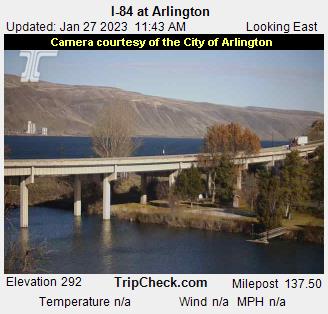 I-84 at Arlington
Updated: Jan 27 2023 11:43 AM Looking East
Camera courtesy of the City of Arlington
Elevation 292 TripCheck.com Milepost 137.50
Temperature n/a Wind n/a MPH n/a